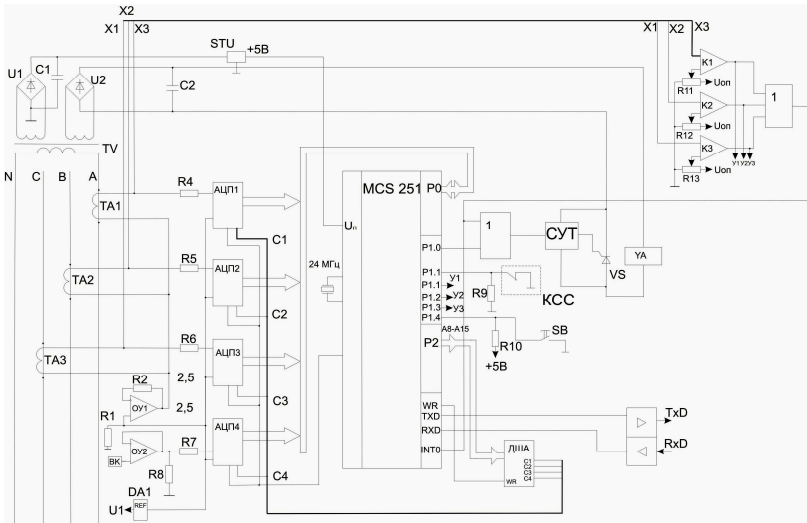 X2
X1 X3
X1 X2 X3
STU
+5В
U1 C1 U2
C2
TV
N C B A
K1
R11 Uоп
K2
R12 Uоп
K3
R13 Uоп
У1 У2 У3
1
TA1
R4
АЦП1
C1
MCS 251
P0
Uп
TA2
R5
АЦП2
C2
24 МГц
P1.0
1
СУТ
VS
YA
P1.1
P1.1 У1
P1.2 У2
P1.3 У3
P1.4
R9
КСС
TA3
R6
АЦП3
C3
P2
A8-A15
R10
+5В
SB
R2
2,5
ОУ1
2,5
R1
ОУ2
ВК
R8
R7
АЦП4
C4
WR
TXD
RXD
INT0
TxD
RxD
ДША
C1
C2
C3
C4
WR
DA1
REF
U1